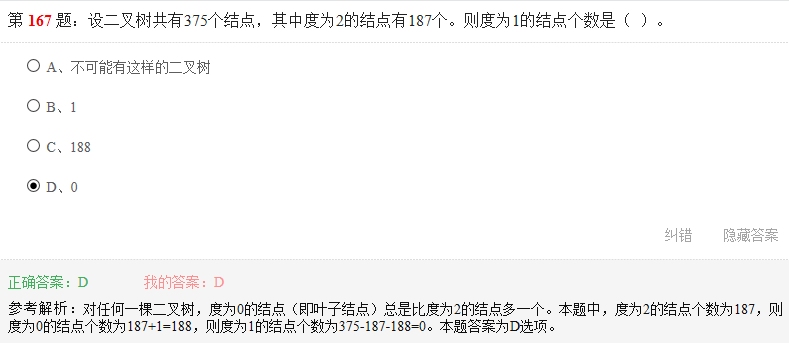 第 167 题：设二叉树共有375个结点，其中度为2的结点有187个。则度为1的结点个数是（ ）。
A、不可能有这样的二叉树
B、1
C、188
D、0
纠错 隐藏答案
正确答案：D 我的答案：D
参考解析：对任何一棵二叉树，度为0的结点（即叶子结点）总是比度为2的结点多一个。本题中，度为2的结点个数为187，则
度为0的结点个数为187+1=188，则度为1的结点个数为375-187-188=0。本题答案为D选项。